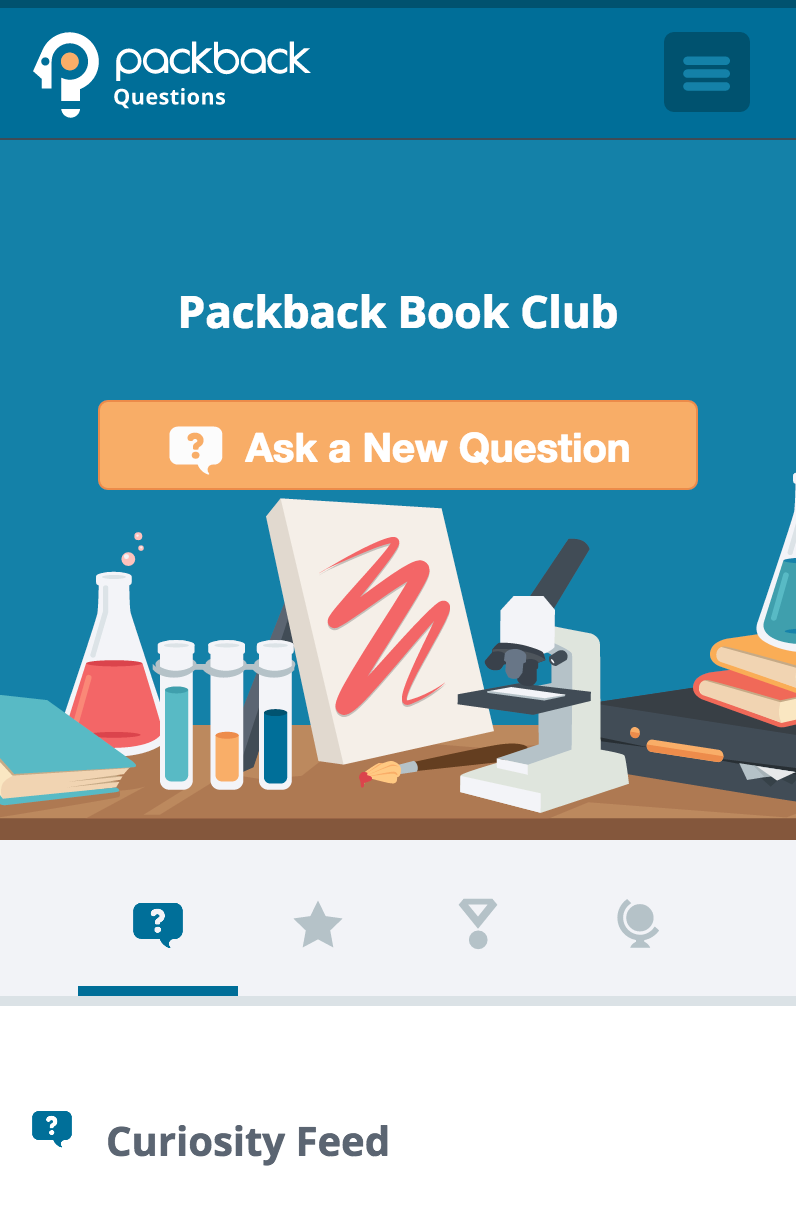 packback
Questions
Packback Book Club
Ask a New Question
Curiosity Feed